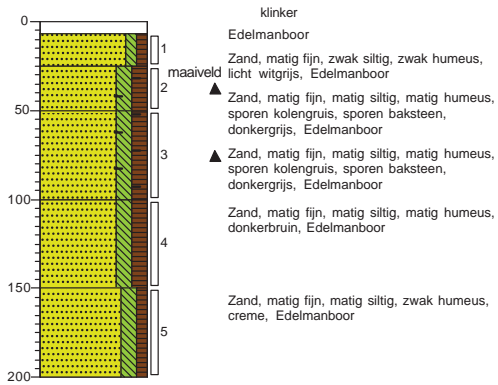 klinker
0
Edelmanboor
1
Zand, matig fijn, zwak siltig, zwak humeus,
licht witgrijs, Edelmanboor
maaiveld
2
Zand, matig fijn, matig siltig, matig humeus,
sporen kolengruis, sporen baksteen,
donkergrijs, Edelmanboor
50
3
Zand, matig fijn, matig siltig, matig humeus,
sporen kolengruis, sporen baksteen,
donkergrijs, Edelmanboor
100
Zand, matig fijn, matig siltig, matig humeus,
donkerbruin, Edelmanboor
4
150
Zand, matig fijn, matig siltig, zwak humeus,
creme, Edelmanboor
5
200